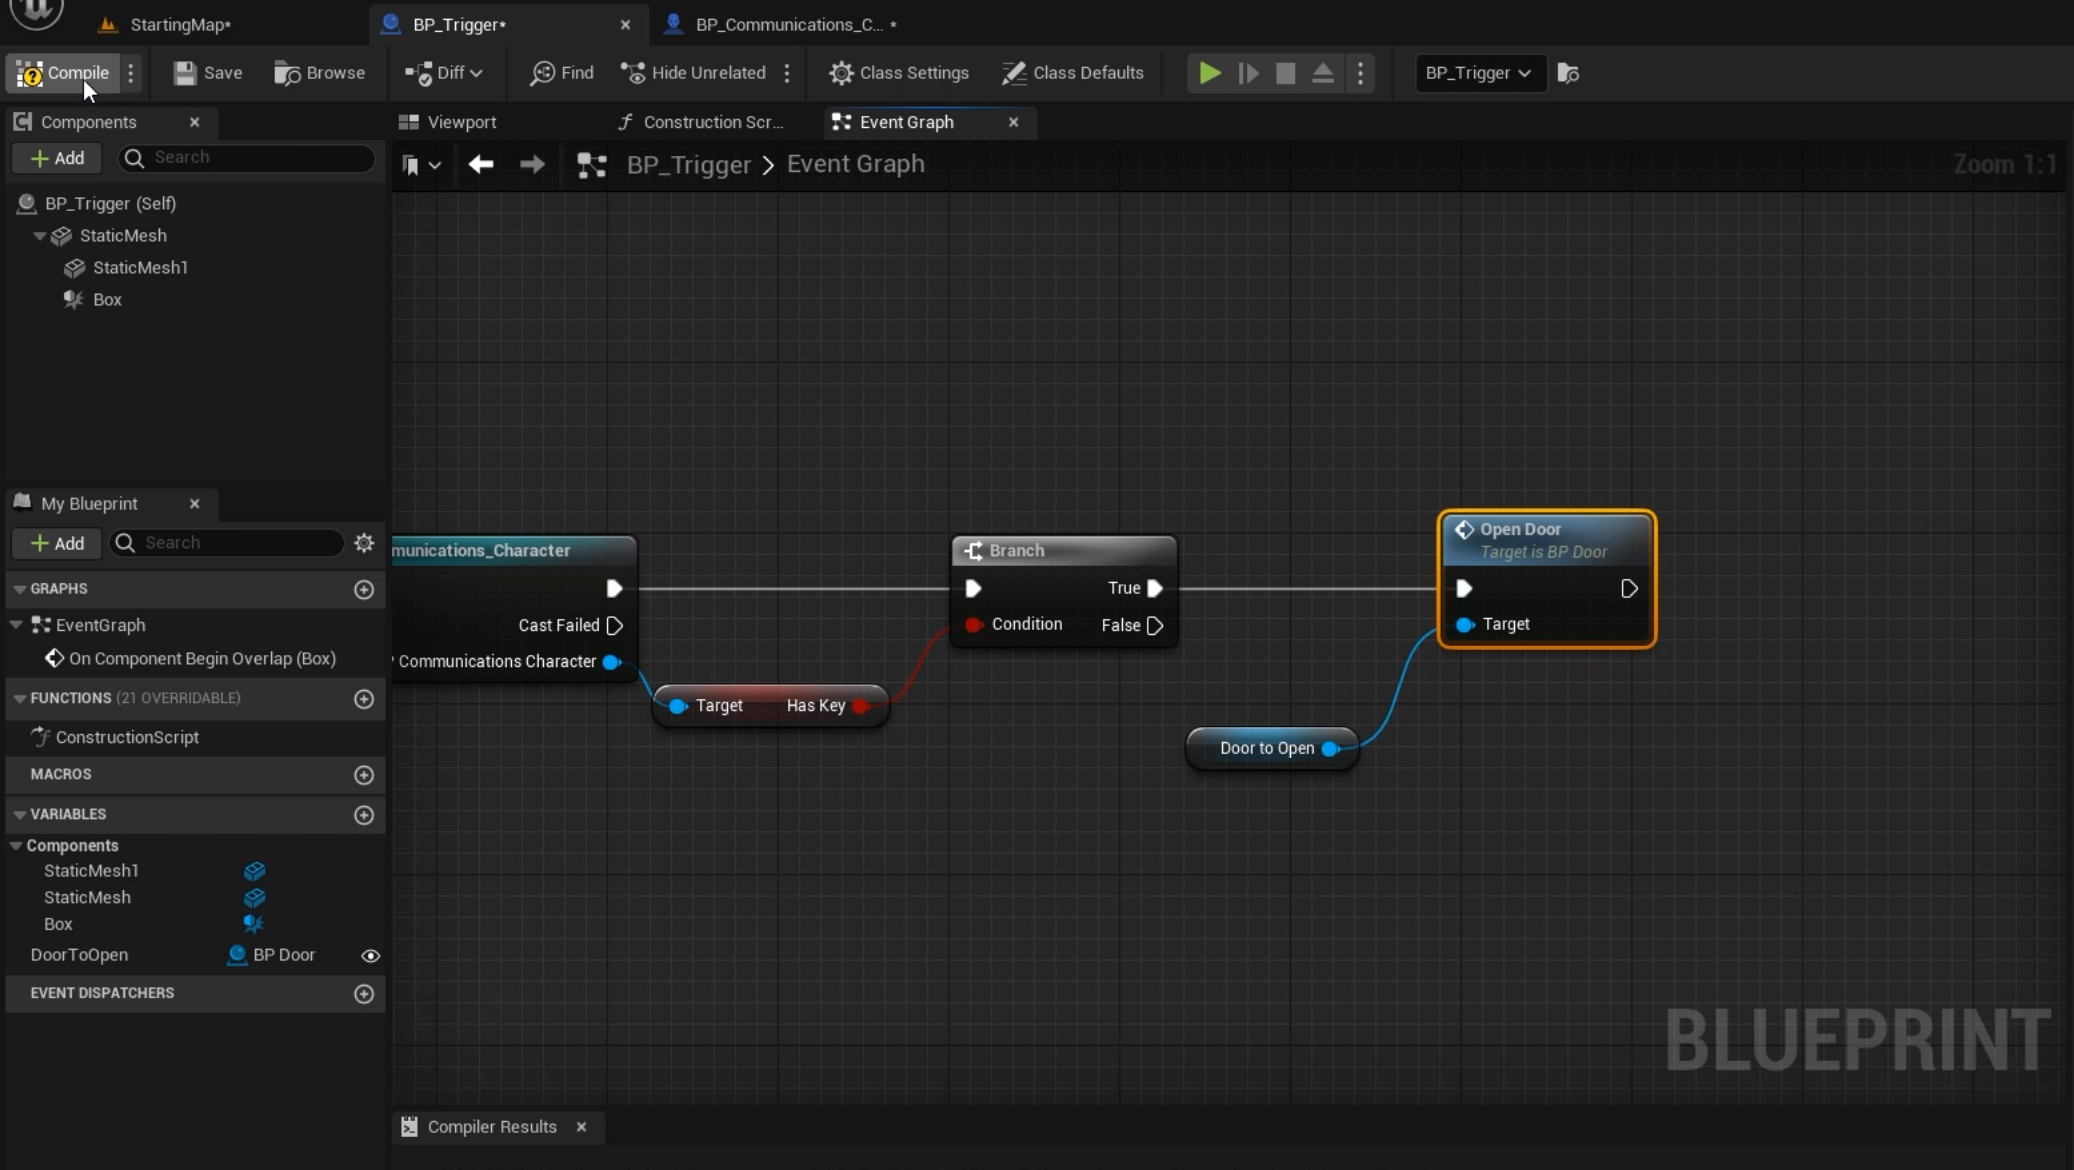 StartingMap*
BP_Trigger*
BP_Communications_C... *
Compile
Save
Browse
Diff
Find
Hide Unrelated
Class Settings
Class Defaults
BP_Trigger
Components
Viewport
Construction Scr...
Event Graph
+ Add
Search
BP_Trigger > Event Graph
Zoom 1:1
BP_Trigger (Self)
StaticMesh
StaticMesh1
Box
My Blueprint
+ Add
Search
GRAPHS
EventGraph
On Component Begin Overlap (Box)
FUNCTIONS (21 OVERRIDABLE)
ConstructionScript
MACROS
VARIABLES
Components
StaticMesh1
StaticMesh
Box
DoorToOpen
BP Door
EVENT DISPATCHERS
munications_Character
Cast Failed
Communications Character
Target
Has Key
Branch
True
Condition
False
Door to Open
Open Door
Target is BP Door
Target
BLUEPRINT
Compiler Results